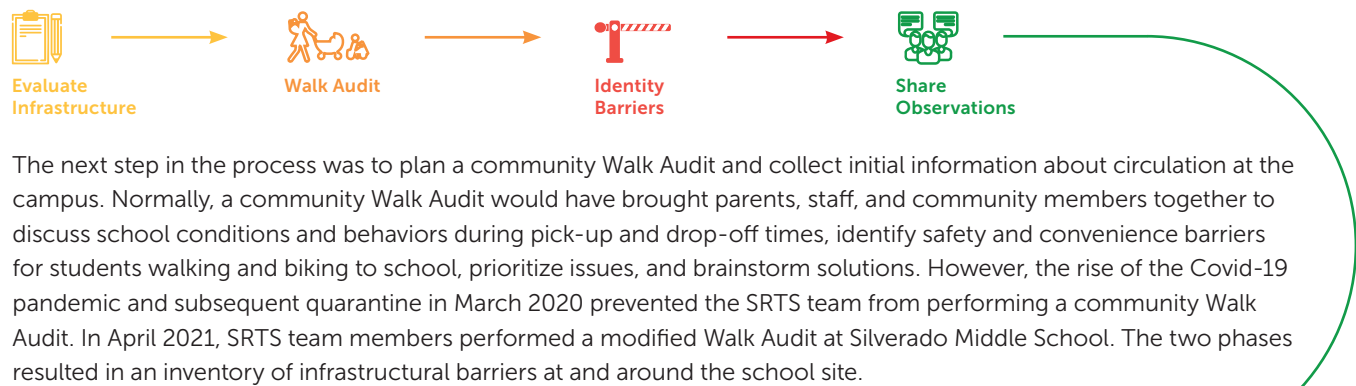 Evaluate
Infrastructure
Walk Audit
Identity
Barriers
Share
Observations
The next step in the process was to plan a community Walk Audit and collect initial information about circulation at the
campus. Normally, a community Walk Audit would have brought parents, staff, and community members together to
discuss school conditions and behaviors during pick-up and drop-off times, identify safety and convenience barriers
for students walking and biking to school, prioritize issues, and brainstorm solutions. However, the rise of the Covid-19
pandemic and subsequent quarantine in March 2020 prevented the SRTS team from performing a community Walk
Audit. In April 2021, SRTS team members performed a modified Walk Audit at Silverado Middle School. The two phases
resulted in an inventory of infrastructural barriers at and around the school site.